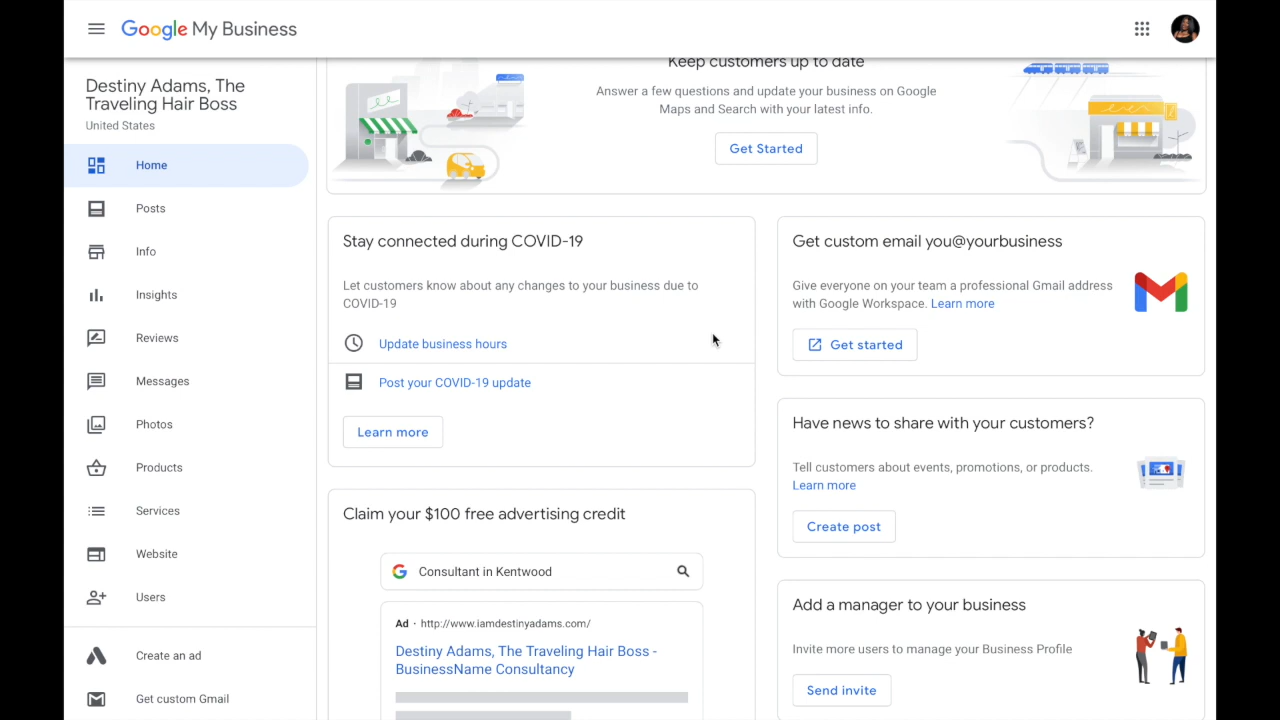 Google My Business
Destiny Adams, The
Traveling Hair Boss
United States
Home
Posts
Info
Insights
Reviews
Messages
Photos
Products
Services
Website
Users
Create an ad
Get custom Gmail
Keep customers up to date
Answer a few questions and update your business on Google
Maps and Search with your latest info.
Get Started
Stay connected during COVID-19
Let customers know about any changes to your business due to
COVID-19
Update business hours
Post your COVID-19 update
Learn more
Claim your $100 free advertising credit
Consultant in Kentwood
Ad · http://www.iamdestinyadams.com/
Destiny Adams, The Traveling Hair Boss -
BusinessName Consultancy
Get custom email you@yourbusiness
Give everyone on your team a professional Gmail address
with Google Workspace. Learn more
Get started
Have news to share with your customers?
Tell customers about events, promotions, or products.
Learn more
Create post
Add a manager to your business
Invite more users to manage your Business Profile
Send invite